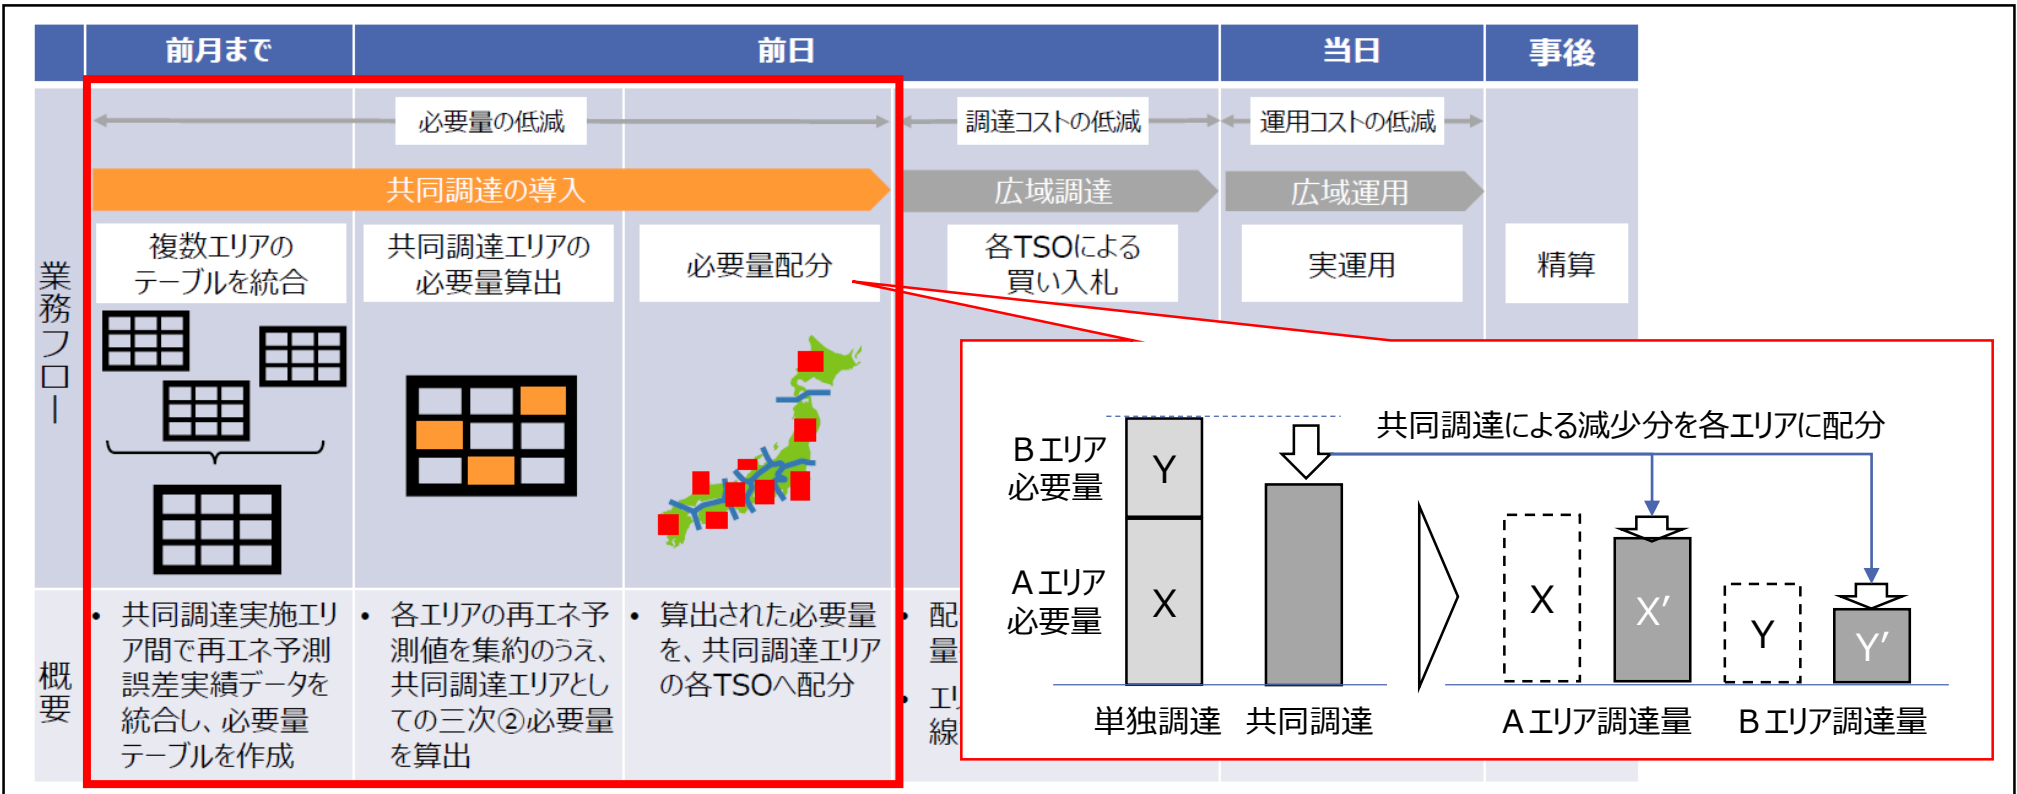 前月まで
前日
当日
事後
業務フロー
必要量の低減
調達コストの低減
運用コストの低減
共同調達の導入
広域調達
広域運用
複数エリアの
テーブルを統合
共同調達エリアの
必要量算出
必要量配分
各TSOによる
買い入札
実運用
精算
概要
• 共同調達実施エリ
ア間で再エネ予測
誤差実績データを
統合し、必要量
テーブルを作成
• 各エリアの再エネ予
測値を集約のうえ、
共同調達エリアとし
ての三次②必要量
を算出
• 算出された必要量
を、共同調達エリア
の各TSOへ配分
• 配
量
• エリ
線
共同調達による減少分を各エリアに配分
Bエリア
必要量
Y
Aエリア
必要量
X
単独調達
共同調達
X
X′
Y
Y′
Aエリア調達量
Bエリア調達量